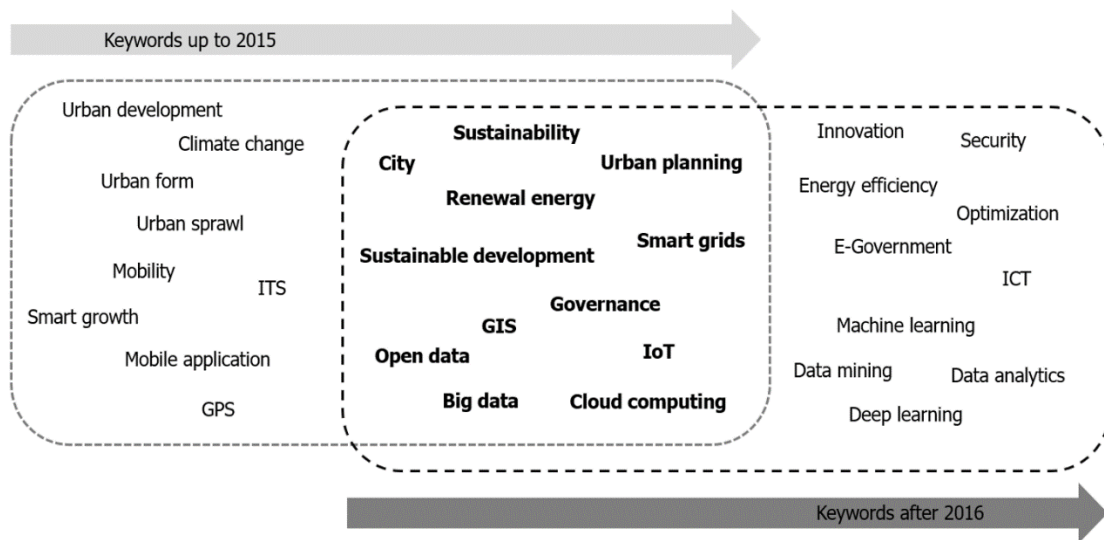 Keywords up to 2015
Urban development
Climate change
Urban form
Urban sprawl
Mobility
ITS
Smart growth
Mobile application
GPS
Sustainability
City
Urban planning
Renewal energy
Smart grids
Sustainable development
Governance
GIS
IoT
Open data
Big data
Cloud computing
Innovation
Security
Energy efficiency
Optimization
E-Government
ICT
Machine learning
Data mining
Data analytics
Deep learning
Keywords after 2016